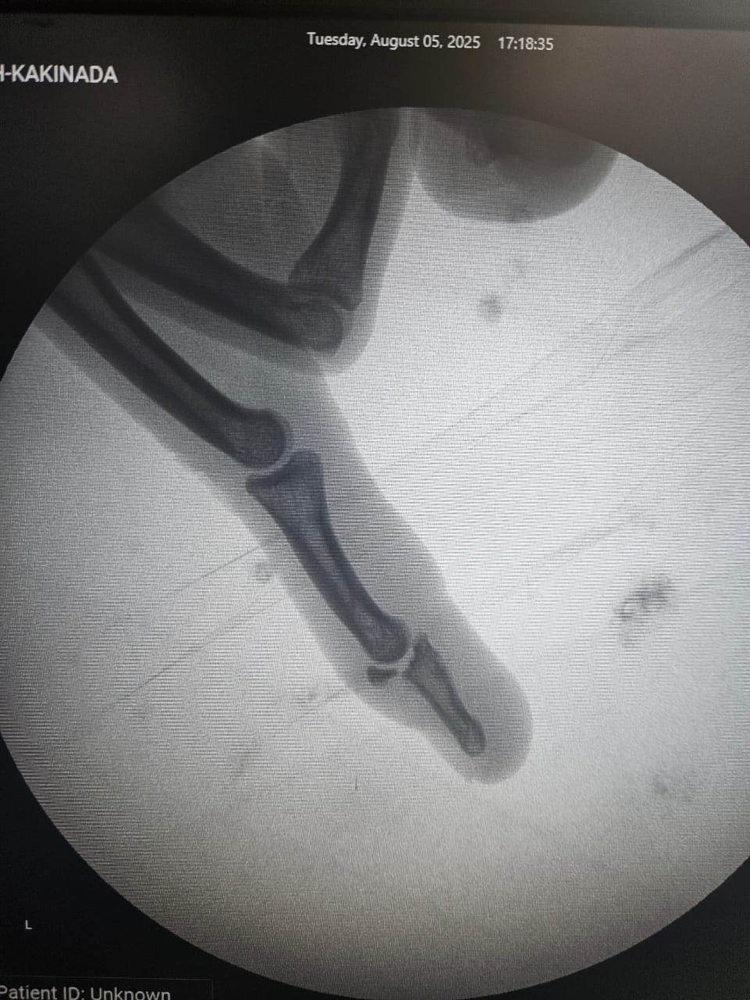 Tuesday, August 05, 2025 17:18:35
H-KAKINADA
L
Patient ID: Unknown